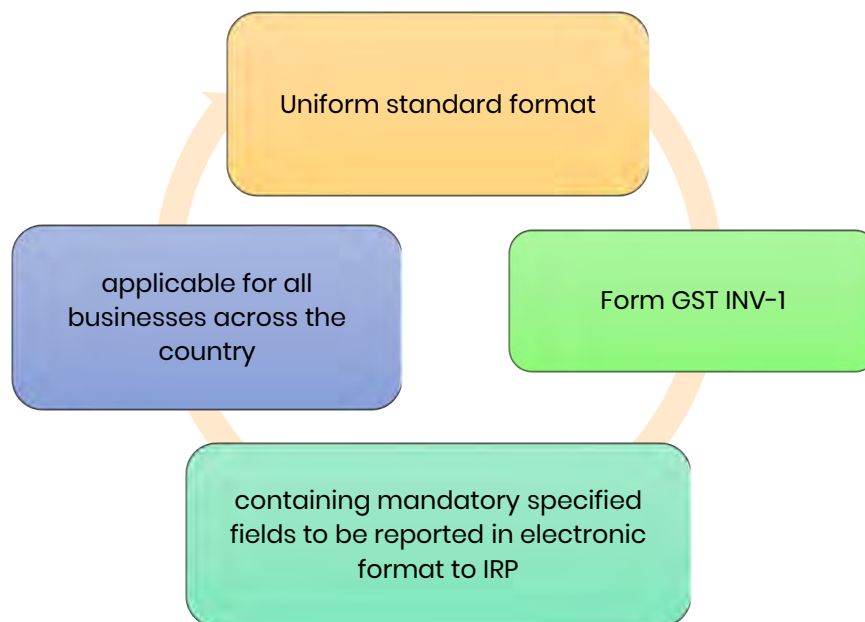 Uniform standard format
Form GST INV-1
containing mandatory specified
fields to be reported in electronic
format to IRP
applicable for all
businesses across the
country